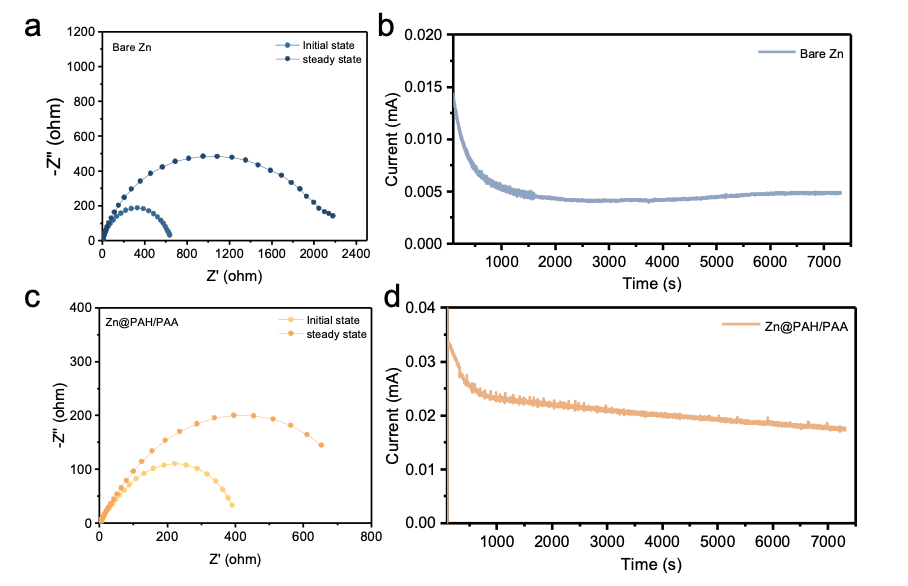 a
Bare Zn
Initial state
steady state
1200
1000
800
600
400
200
0
-Z" (ohm)
0 400 800 1200 1600 2000 2400
Z' (ohm)
b
Bare Zn
0.020
0.015
0.010
0.005
0.000
Current (mA)
1000 2000 3000 4000 5000 6000 7000
Time (s)
c
Zn@PAH/PAA
Initial state
steady state
400
300
200
100
0
-Z" (ohm)
0 200 400 600 800
Z' (ohm)
d
Zn@PAH/PAA
0.04
0.03
0.02
0.01
0.00
Current (mA)
1000 2000 3000 4000 5000 6000 7000
Time (s)